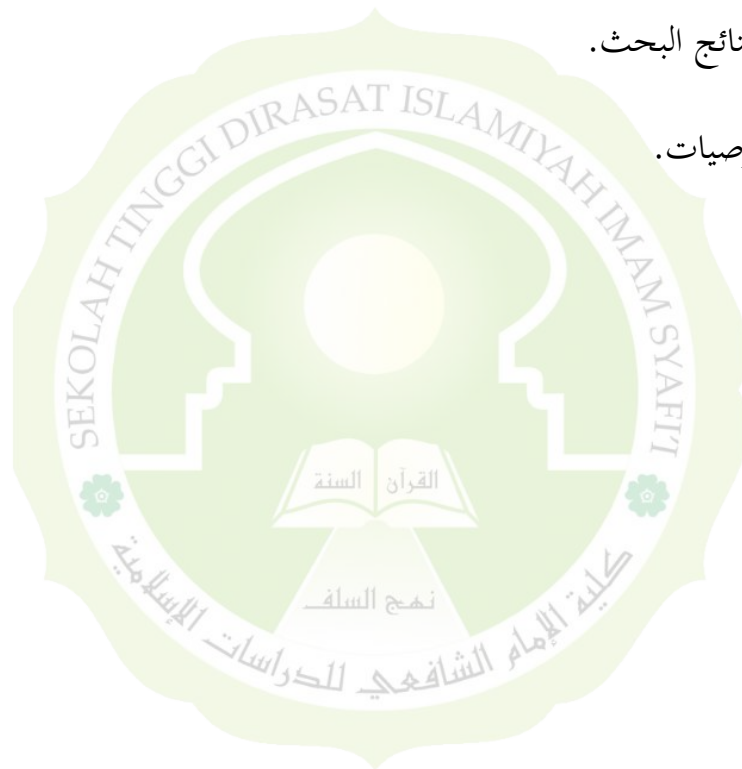 نائج البحث.
صيات.
SEKOLAH TINGGI DIRASAT ISLAMIYAH IMAM SYAFI'I
القرآن السنة
نهج السلف
كلية الإمام الشافعي للدراسات الإسلامية